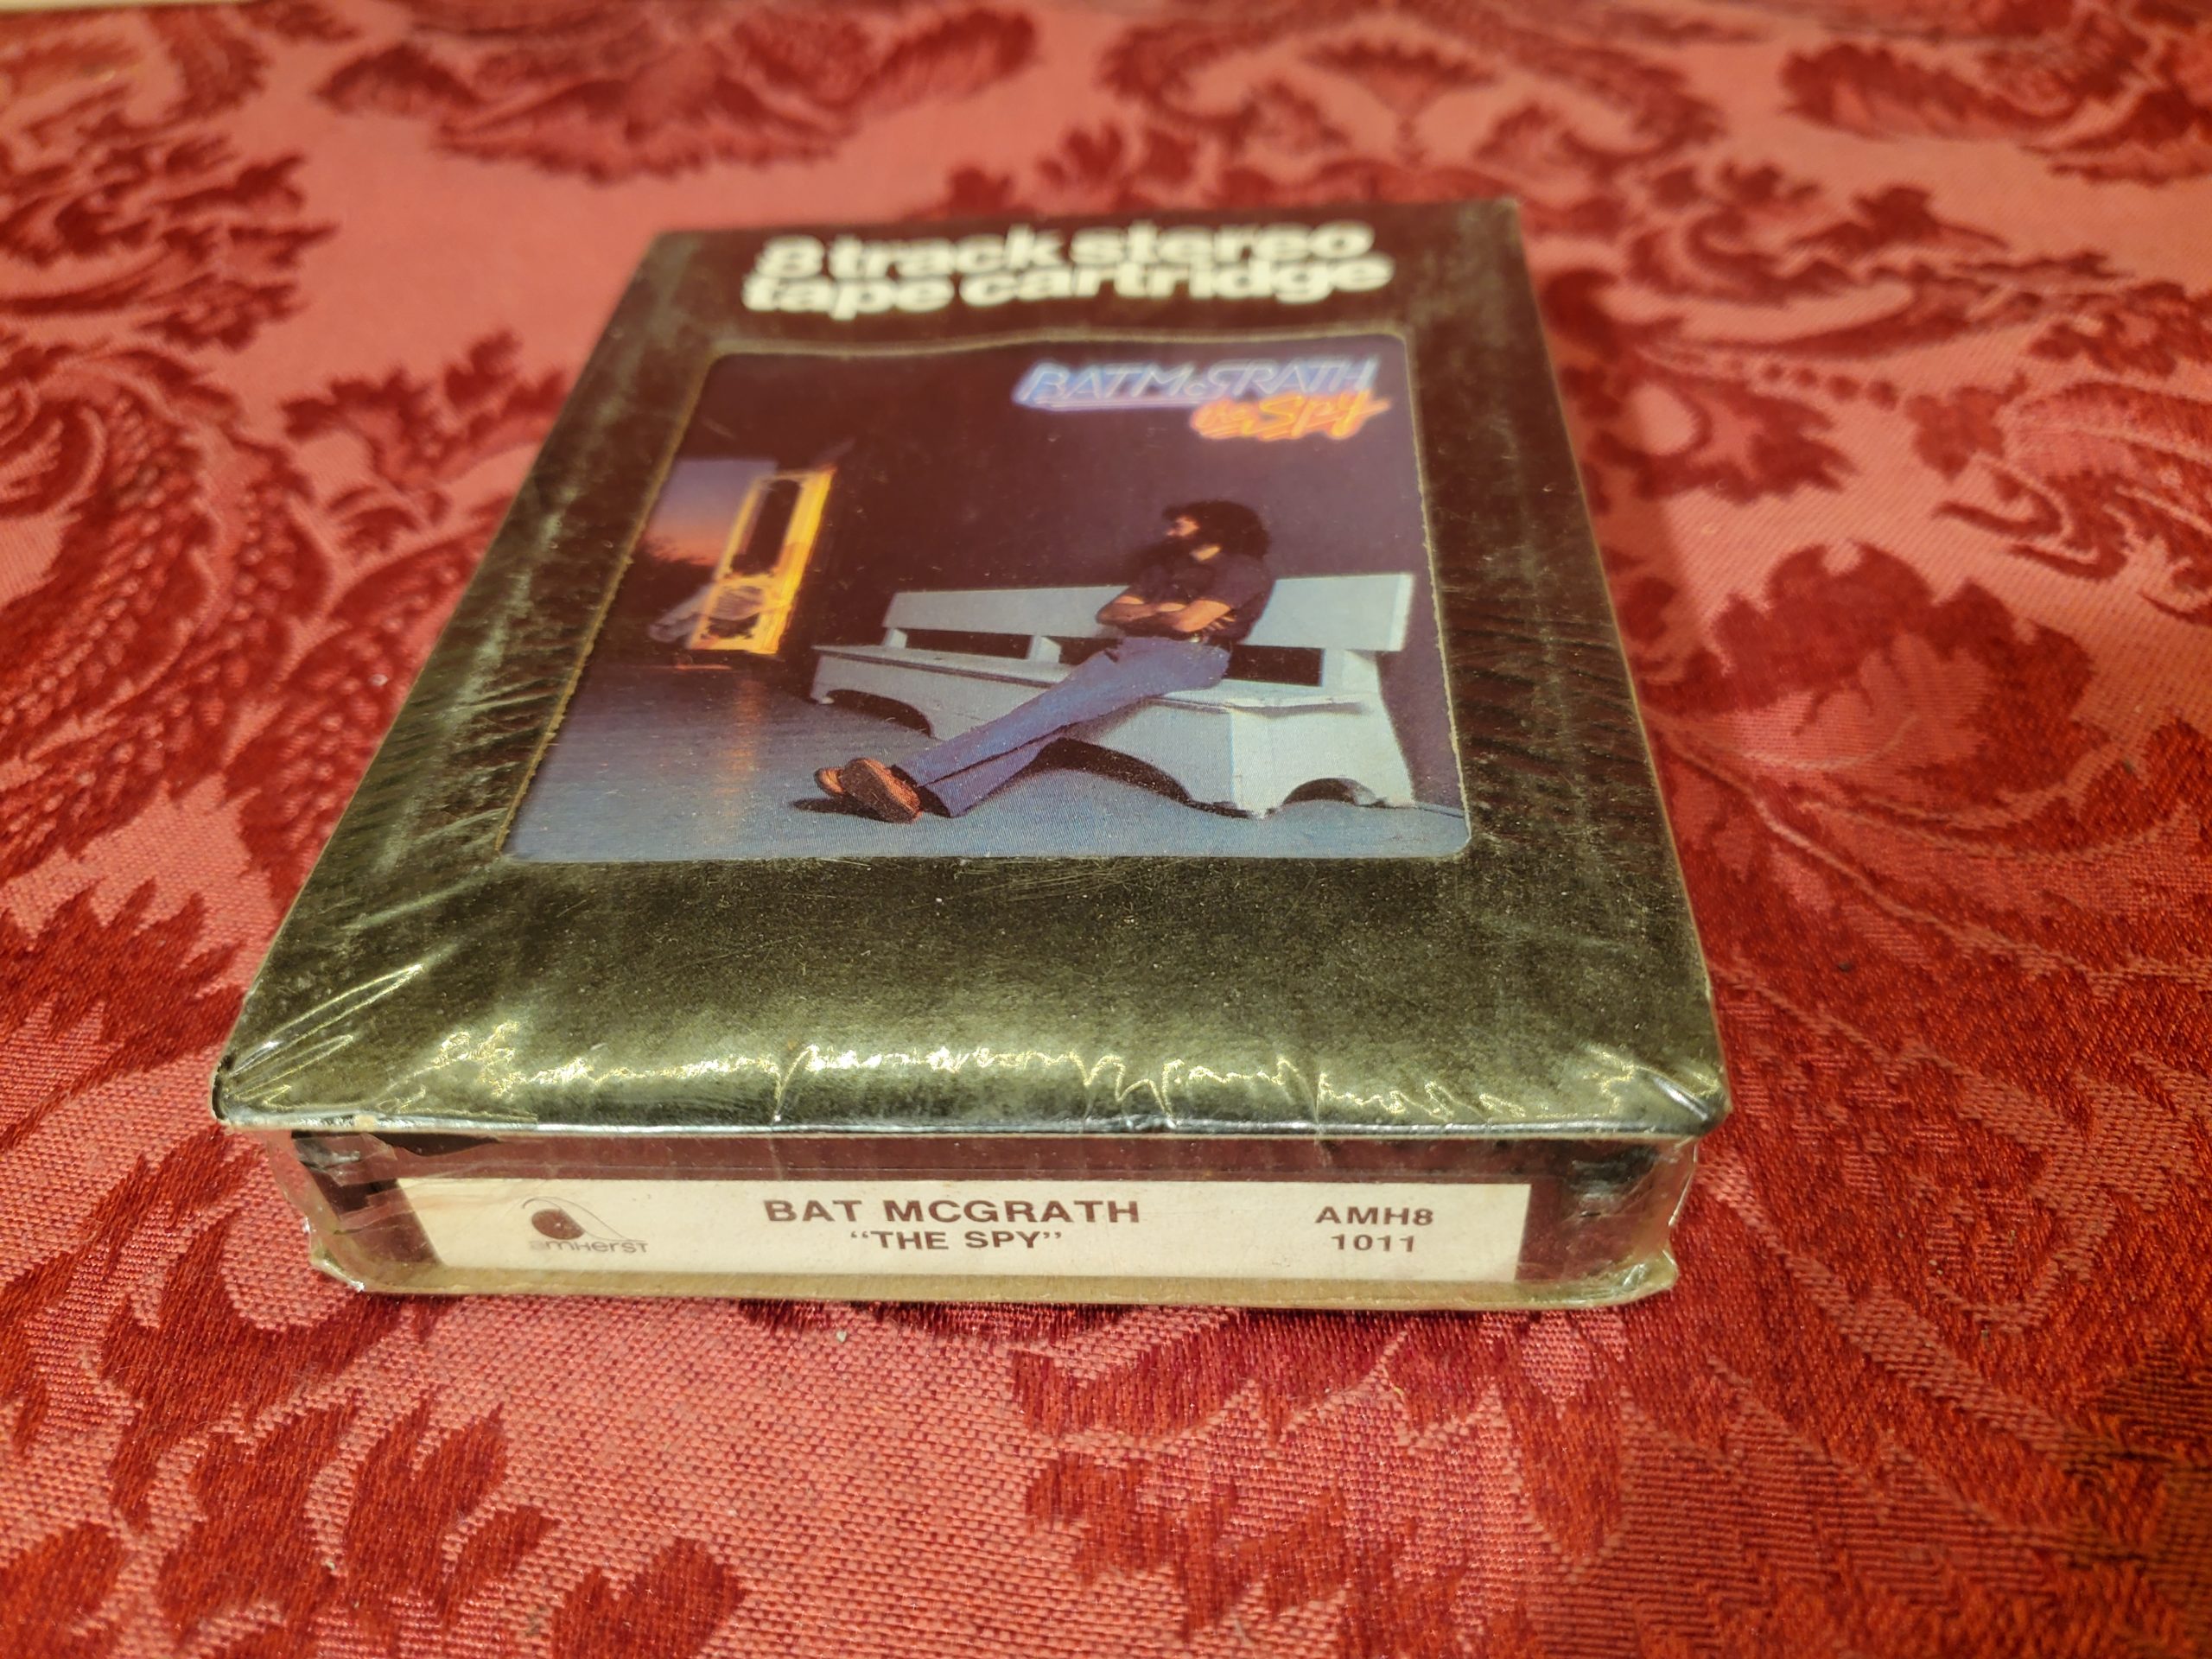 8 track stereo
tape cartridge
BAT McGRATH
the SPY
amHerST
BAT MCGRATH
"THE SPY"
AMH8
1011